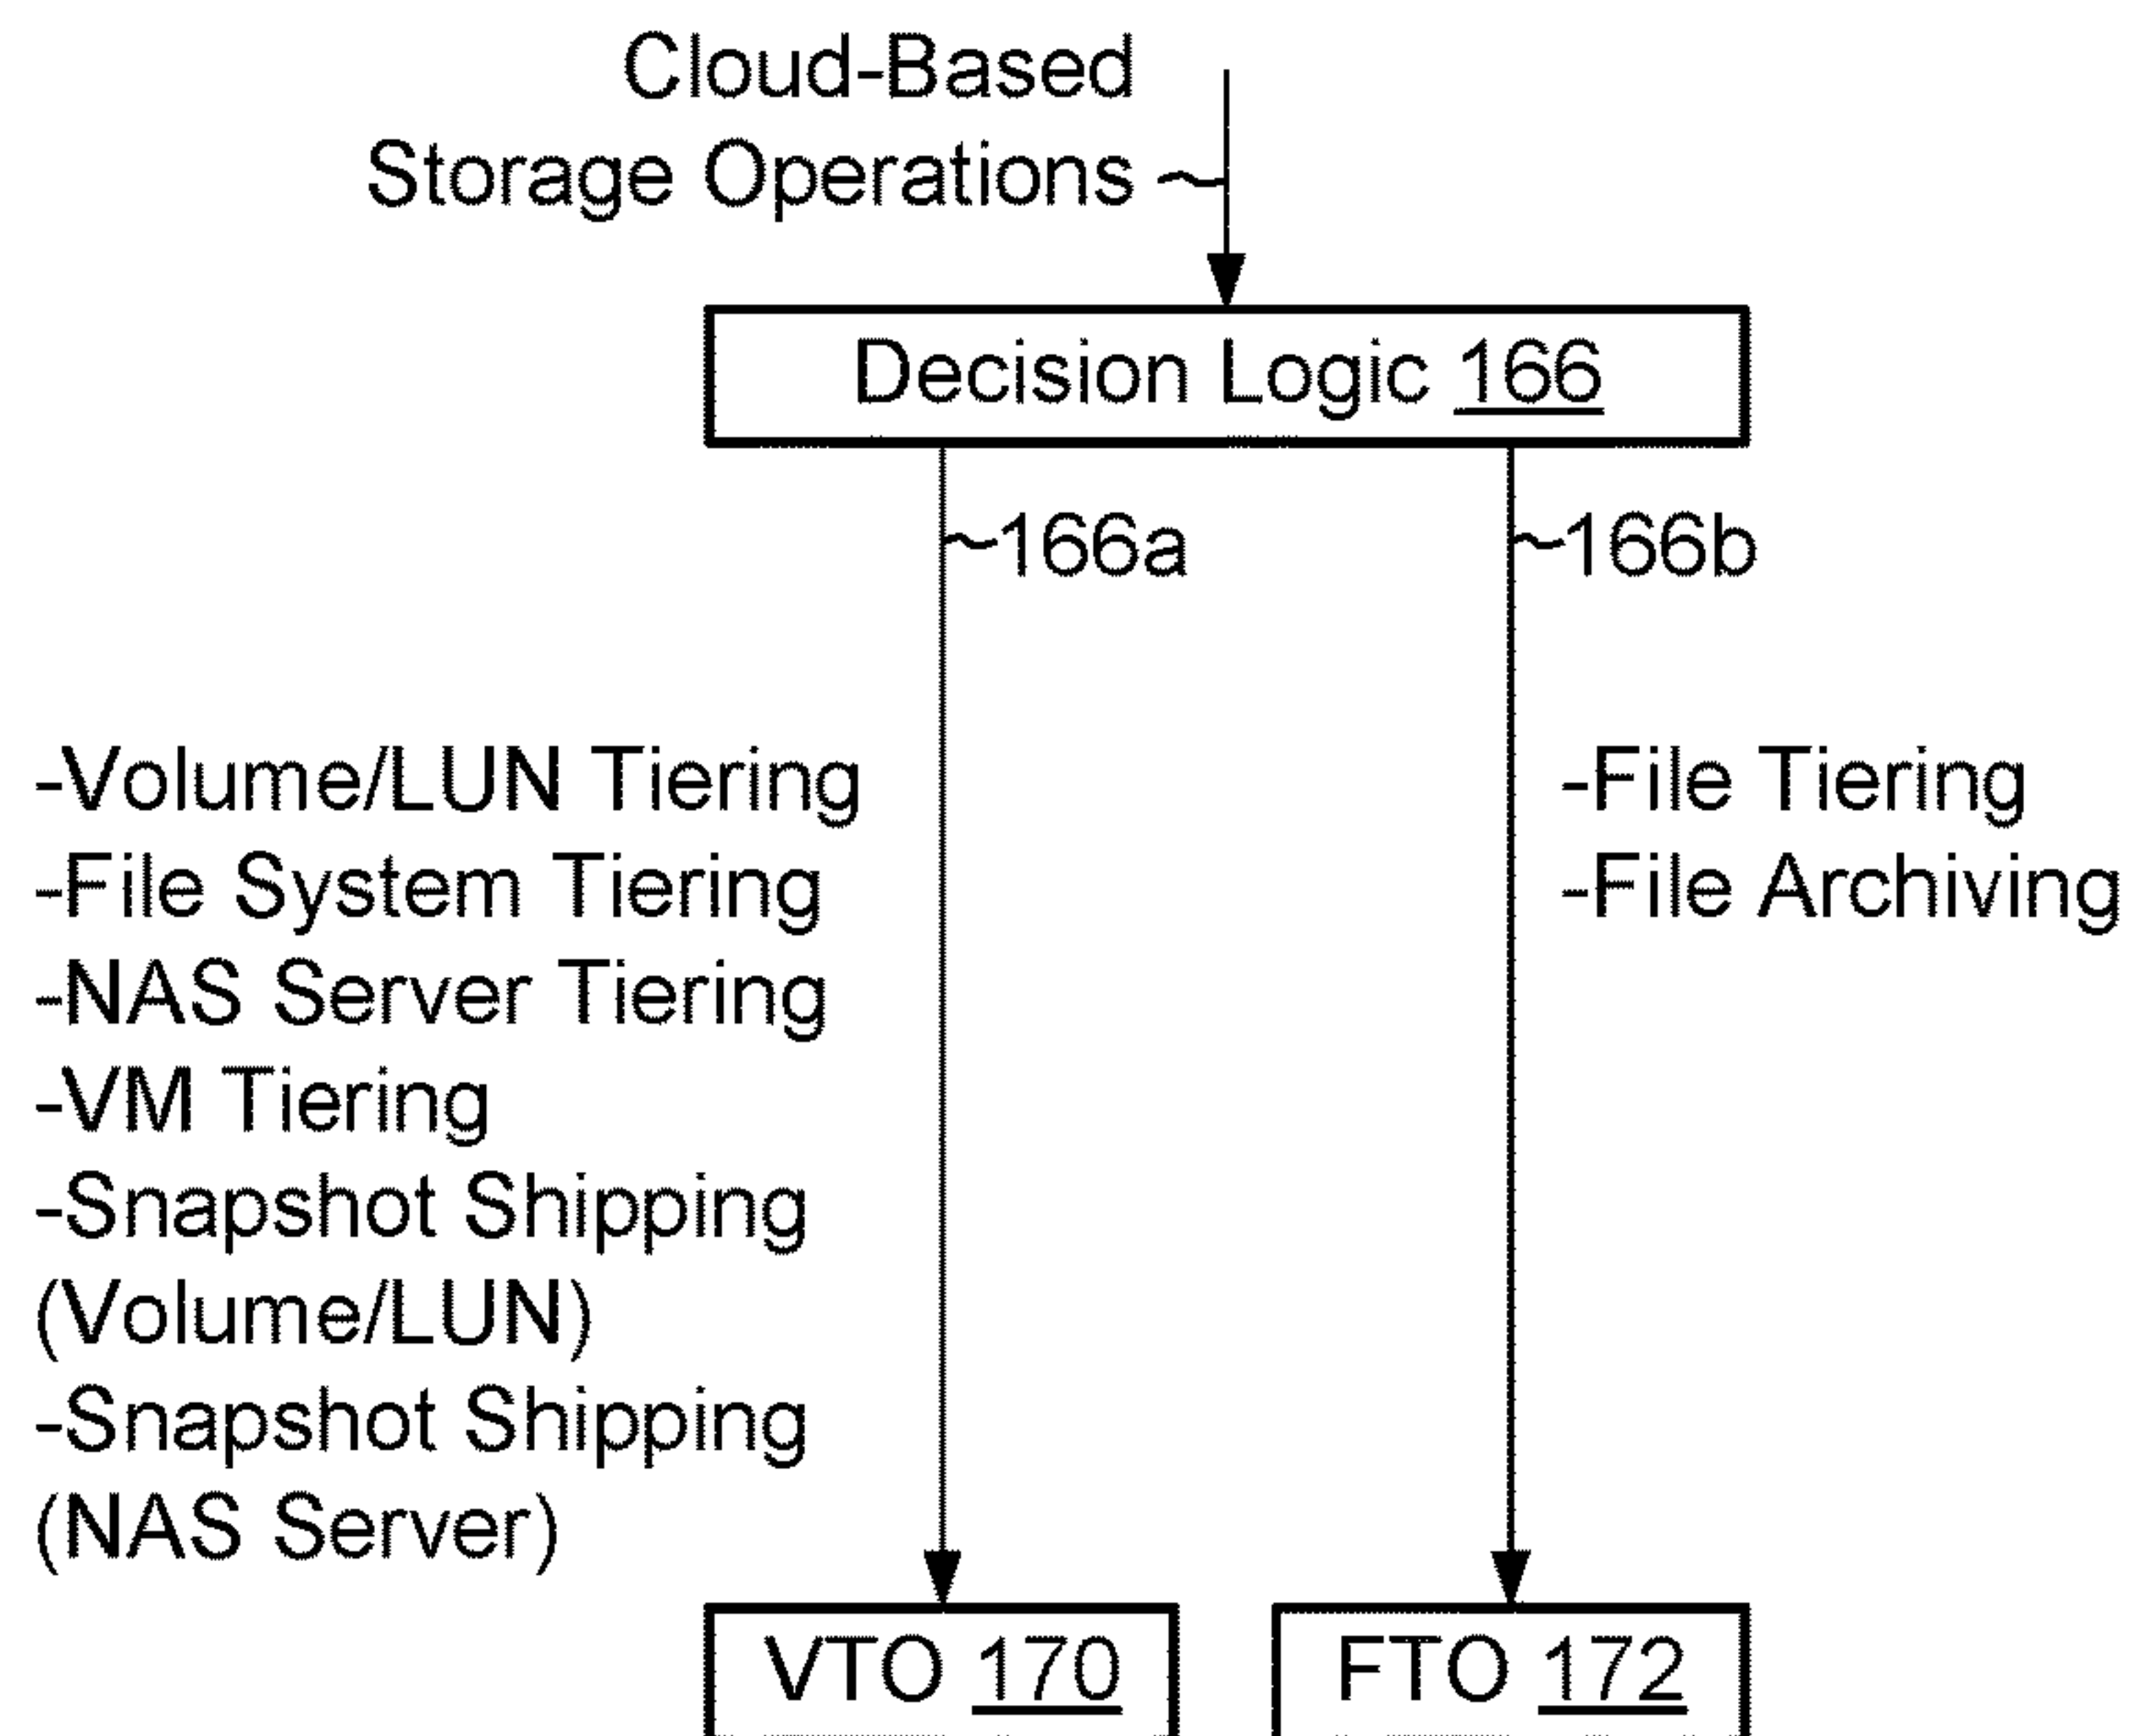 Cloud-Based
Storage Operations
Decision Logic 166
166a
166b
-Volume/LUN Tiering
-File System Tiering
-NAS Server Tiering
-VM Tiering
-Snapshot Shipping
(Volume/LUN)
-Snapshot Shipping
(NAS Server)
-File Tiering
-File Archiving
VTO 170
FTO 172